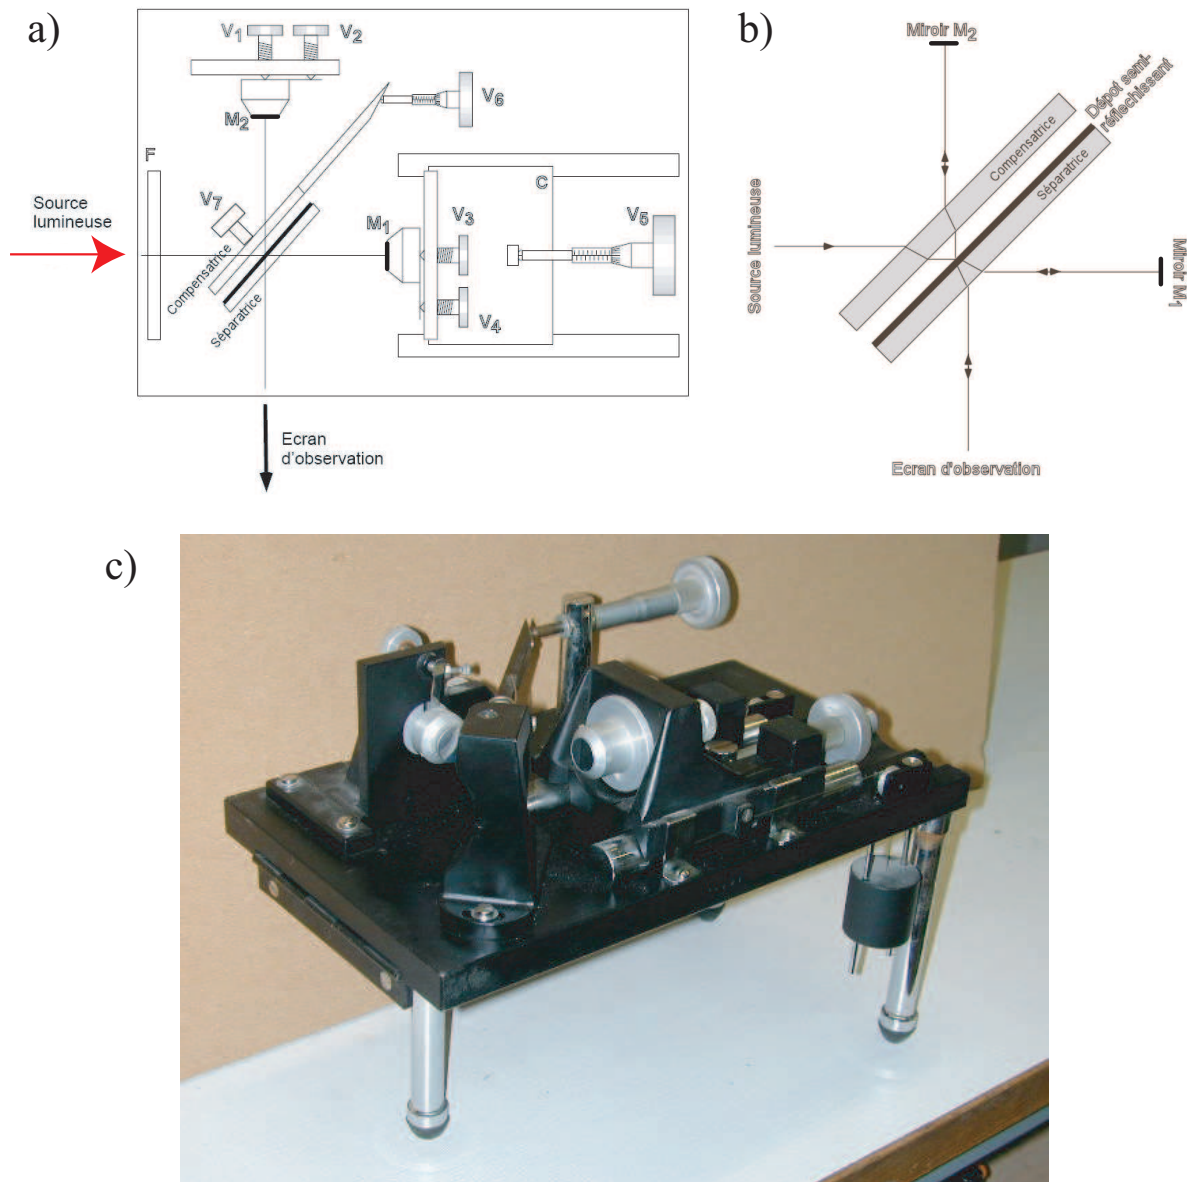 a)
V1
V2
V6
M2
F
V7
C
Source
lumineuse
M1
V3
V5
V4
Compensatrice
Séparatrice
Ecran
d'observation
b)
Miroir M2
Dépot semi-
réflechissant
Compensatrice
Séparatrice
Source lumineuse
Miroir M1
Ecran d'observation
c)